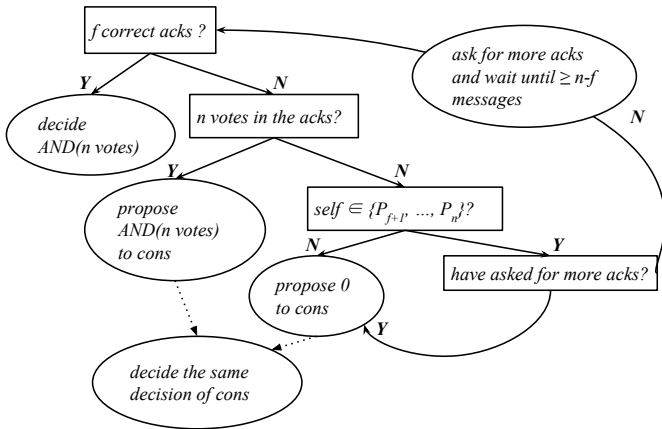 f correct acks ?
ask for more acks
and wait until ≥ n-f
messages
Y
N
N
decide
AND(n votes)
n votes in the acks?
Y
N
propose
AND(n votes)
to cons
self ∈ {P_{f+1}, ..., P_n}?
N
Y
propose 0
to cons
have asked for more acks?
Y
decide the same
decision of cons